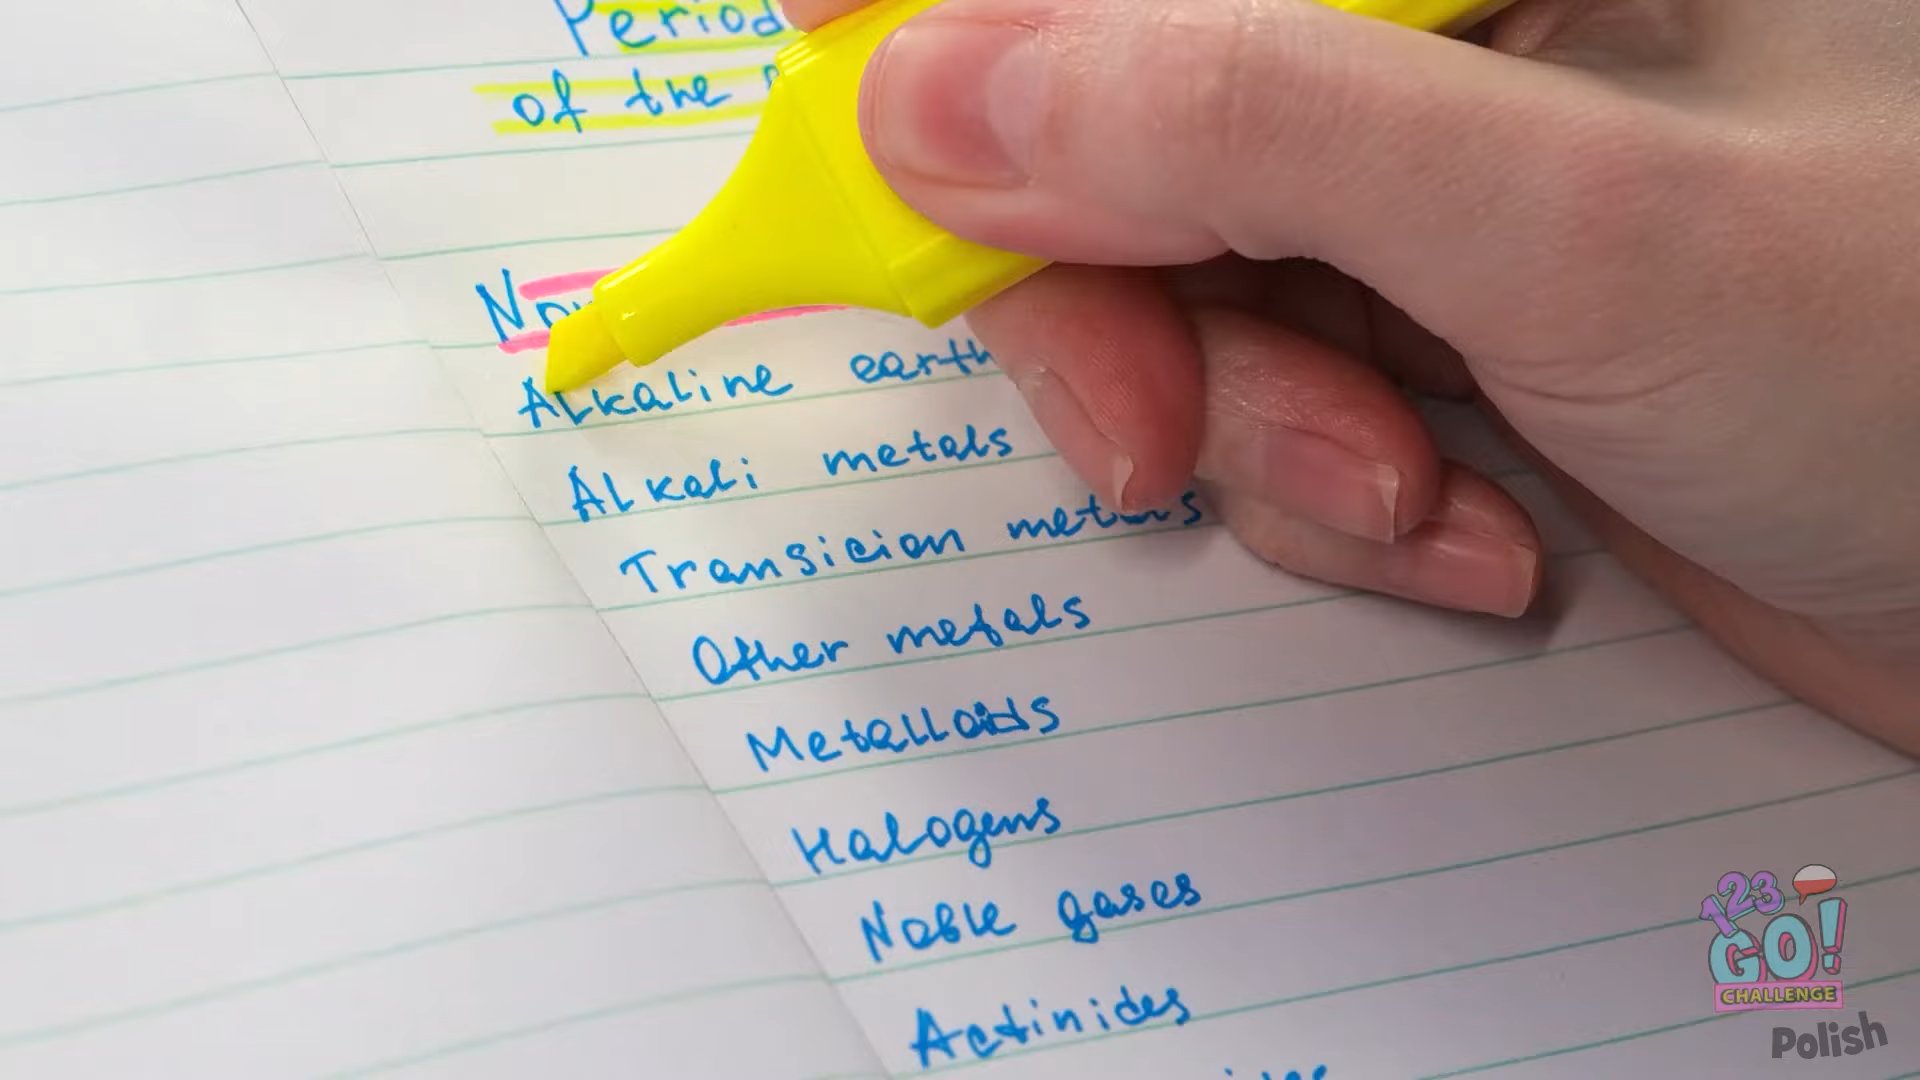 Period
of the
Alkaline earth
Alkali metals
Transicion metals
Other metals
Metalloids
Halogens
Noble gases
Actinides
123
GO!
CHALLENGE
Polish